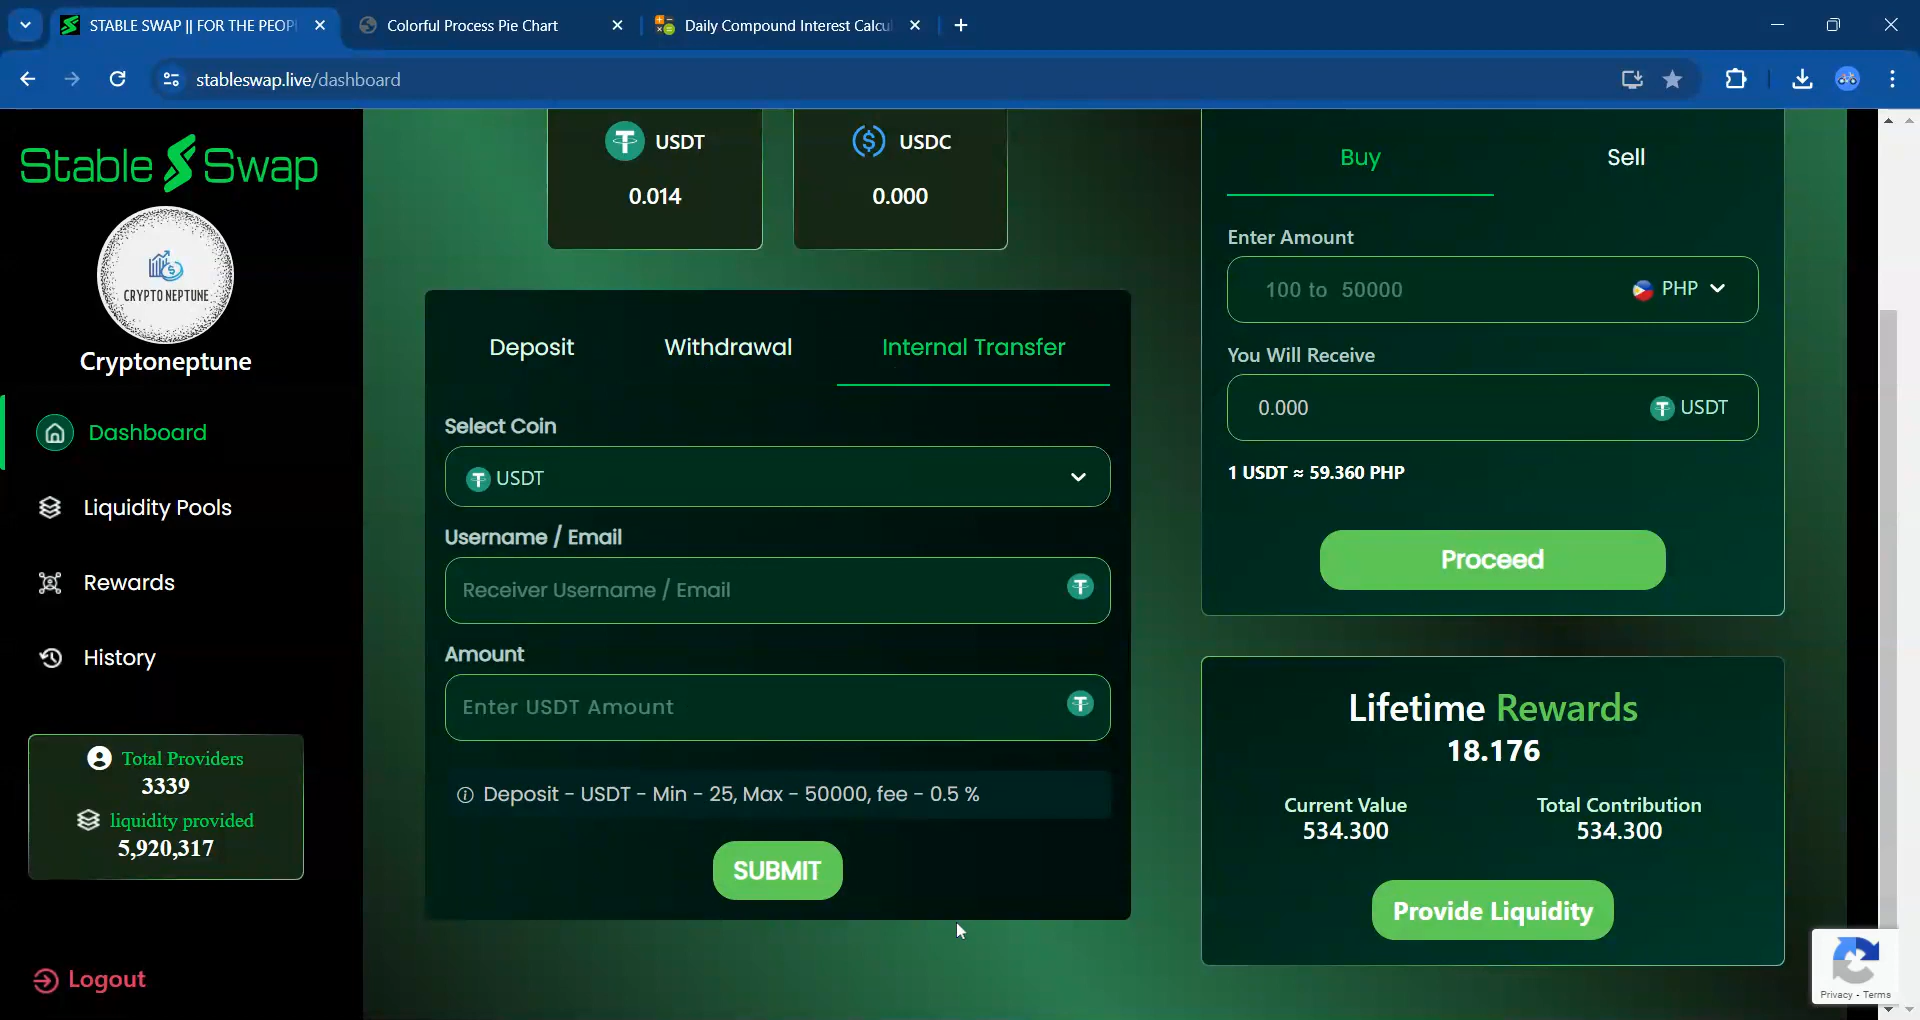 STABLE SWAP || FOR THE PEOPL
Colorful Process Pie Chart
Daily Compound Interest Calcu
stableswap.live/dashboard
Stable Swap
CRYPTO NEPTUNE
Cryptoneptune
Dashboard
Liquidity Pools
Rewards
History
Total Providers
3339
liquidity provided
5,920,317
Logout
USDT
0.014
USDC
0.000
Deposit
Withdrawal
Internal Transfer
Select Coin
USDT
Username / Email
Receiver Username / Email
Amount
Enter USDT Amount
Deposit - USDT - Min - 25, Max - 50000, fee - 0.5 %
SUBMIT
Buy
Sell
Enter Amount
100 to 50000
PHP
You Will Receive
0.000
USDT
1 USDT ≈ 59.360 PHP
Proceed
Lifetime Rewards
18.176
Current Value
534.300
Total Contribution
534.300
Provide Liquidity
Privacy - Terms